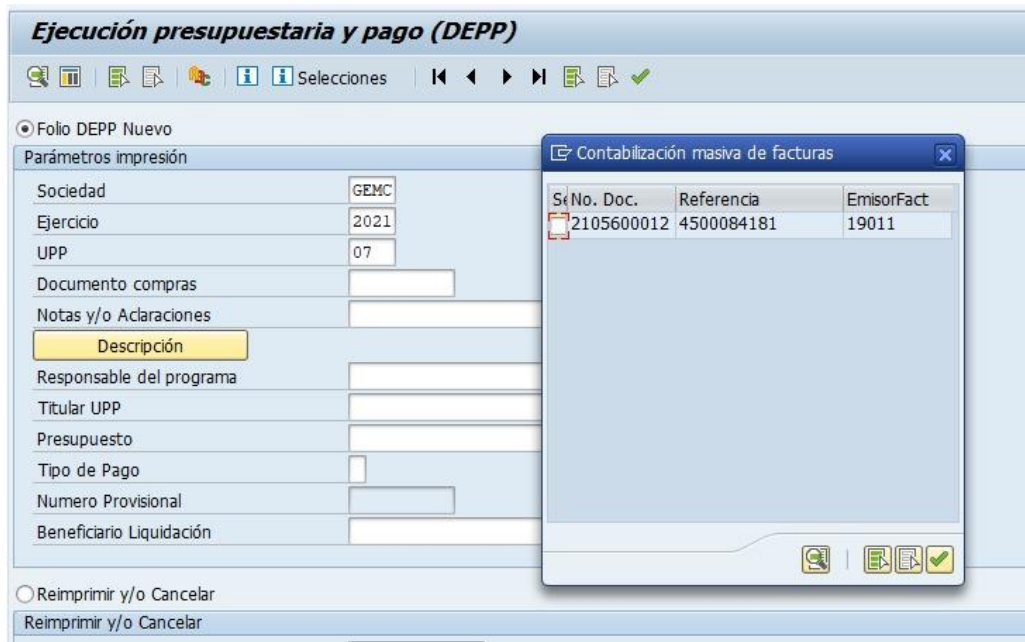 Ejecución presupuestaria y pago (DEPP)
Selecciones
Folio DEPP Nuevo
Parámetros impresión
Sociedad GEMC
Ejercicio 2021
UPP 07
Documento compras
Notas y/o Aclaraciones
Descripción
Responsable del programa
Titular UPP
Presupuesto
Tipo de Pago
Numero Provisional
Beneficiario Liquidación
Reimprimir y/o Cancelar
Reimprimir y/o Cancelar
Contabilización masiva de facturas
Se No. Doc. Referencia EmisorFact
2105600012 4500084181 19011